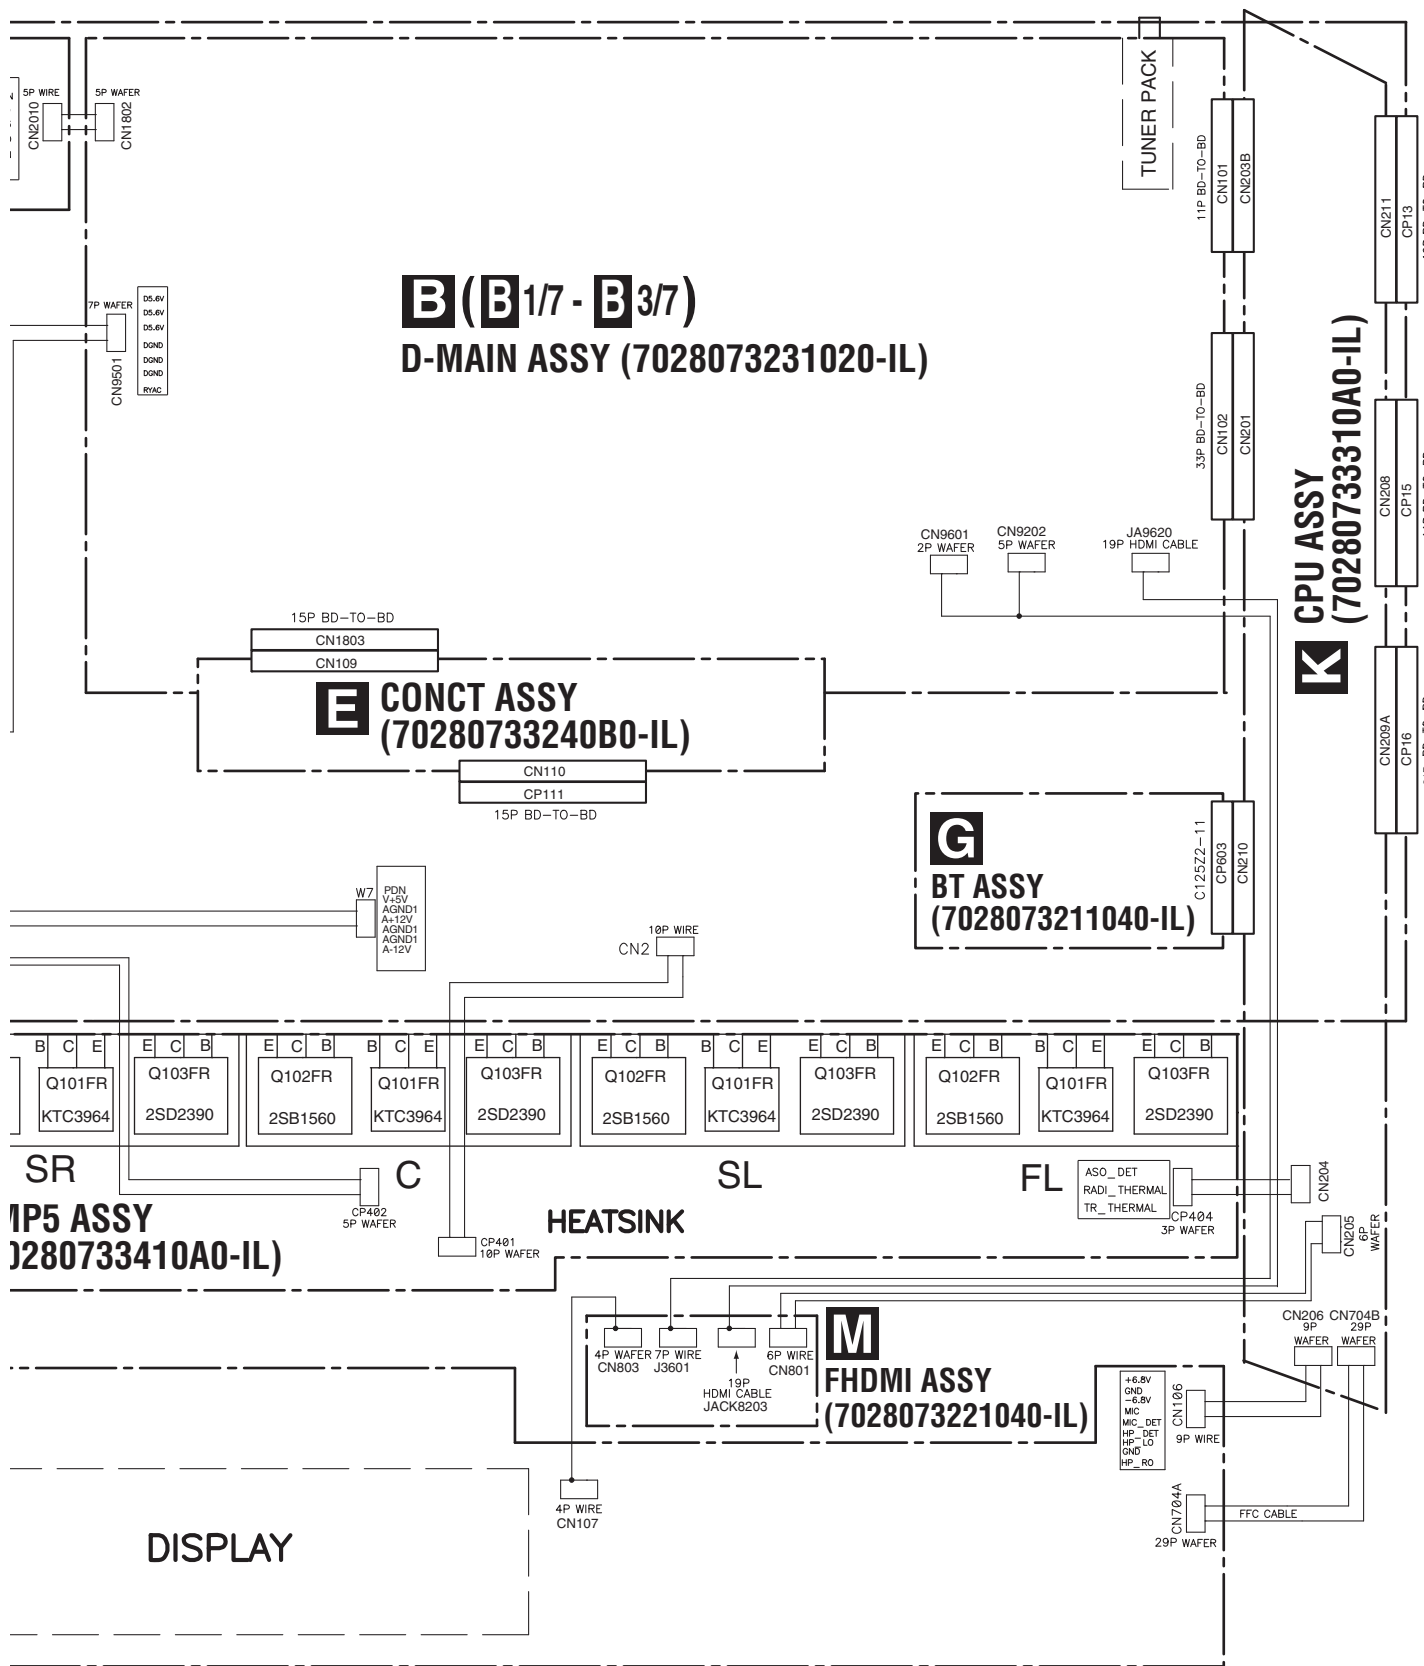 5P WIRE
CN2010
5P WAFER
CN1802
TUNER PACK
11P BD-TO-BD
CN101
CN203B
CN211
CP13
B (B 1/7 - B 3/7)
D-MAIN ASSY (7028073231020-IL)
7P WAFER
CN9501
D5.6V
D5.6V
D5.6V
DGND
DGND
DGND
RYAC
33P BD-TO-BD
CN102
CN201
K CPU ASSY
(70280733310A0-IL)
CN208
CP15
CN9601
2P WAFER
CN9202
5P WAFER
JA9620
19P HDMI CABLE
15P BD-TO-BD
CN1803
CN109
E CONCT ASSY
(70280733240B0-IL)
CN110
CP111
15P BD-TO-BD
CN209A
CP16
G
BT ASSY
(7028073211040-IL)
C125Z2-11
CP603
CN210
W7
PDN
V+5V
AGND1
A+12V
AGND1
AGND1
A-12V
10P WIRE
CN2
B C E
Q101FR
KTC3964
E C B
Q103FR
2SD2390
E C B
Q102FR
2SB1560
B C E
Q101FR
KTC3964
E C B
Q103FR
2SD2390
E C B
Q102FR
2SB1560
B C E
Q101FR
KTC3964
E C B
Q103FR
2SD2390
E C B
Q102FR
2SB1560
B C E
Q101FR
KTC3964
E C B
Q103FR
2SD2390
SR
C
SL
FL
MP5 ASSY
0280733410A0-IL)
CP402
5P WAFER
CP401
10P WAFER
HEATSINK
ASO_DET
RADI_THERMAL
TR_THERMAL
CP404
3P WAFER
CN204
CN205
6P
WAFER
4P WAFER
CN803
7P WIRE
J3601
19P
HDMI CABLE
JACK8203
6P WIRE
CN801
M
FHDMI ASSY
(7028073221040-IL)
CN206
9P
WAFER
CN704B
29P
WAFER
+6.8V
GND
-6.8V
MIC
MIC_DET
HP_DET
HP_LO
GND
HP_RO
CN106
9P WIRE
4P WIRE
CN107
CN704A
29P WAFER
FFC CABLE
DISPLAY